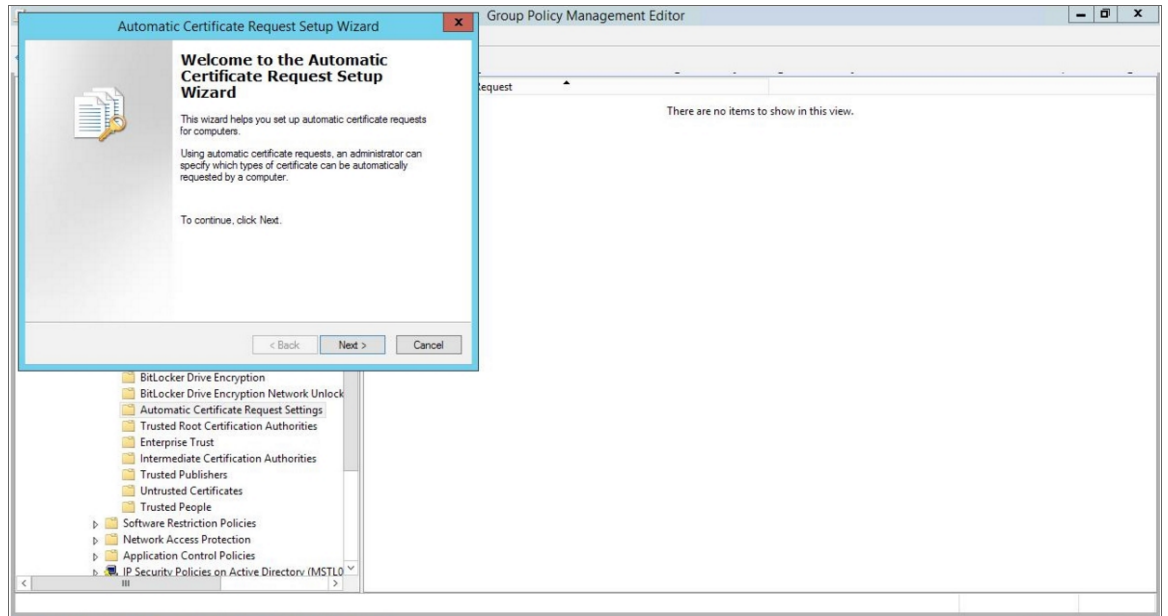 Group Policy Management Editor
Automatic Certificate Request Setup Wizard
x
Welcome to the Automatic
Certificate Request Setup
Wizard
This wizard helps you set up automatic certificate requests
for computers.
Using automatic certificate requests, an administrator can
specify which types of certificate can be automatically
requested by a computer.
To continue, click Next.
< Back
Next >
Cancel
Request
There are no items to show in this view.
BitLocker Drive Encryption
BitLocker Drive Encryption Network Unlock
Automatic Certificate Request Settings
Trusted Root Certification Authorities
Enterprise Trust
Intermediate Certification Authorities
Trusted Publishers
Untrusted Certificates
Trusted People
Software Restriction Policies
Network Access Protection
Application Control Policies
IP Security Policies on Active Directory (MSTL0